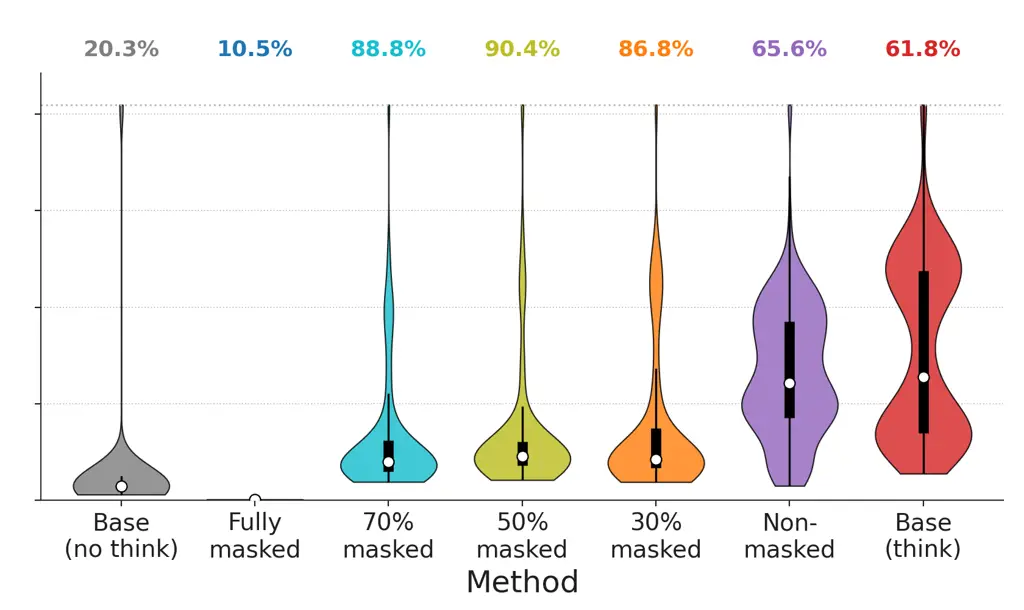 20.3% 10.5% 88.8% 90.4% 86.8% 65.6% 61.8%
Base (no think)
Fully masked
70% masked
50% masked
30% masked
Non- masked
Base (think)
Method